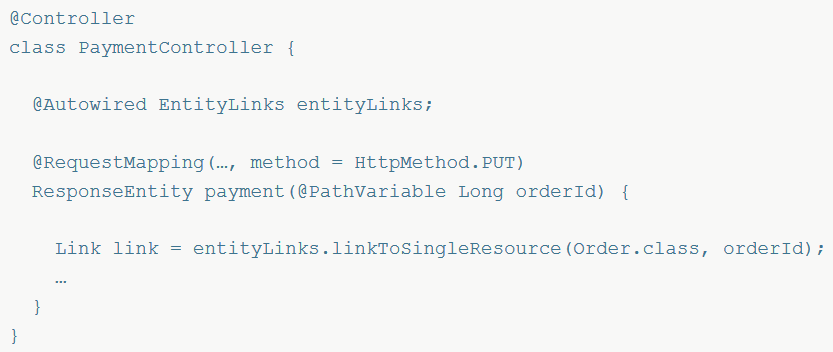 @Controller
class PaymentController {
@Autowired EntityLinks entityLinks;
@RequestMapping(…, method = HttpMethod.PUT)
ResponseEntity payment(@PathVariable Long orderId) {
Link link = entityLinks.linkToSingleResource(Order.class, orderId);
…
}
}